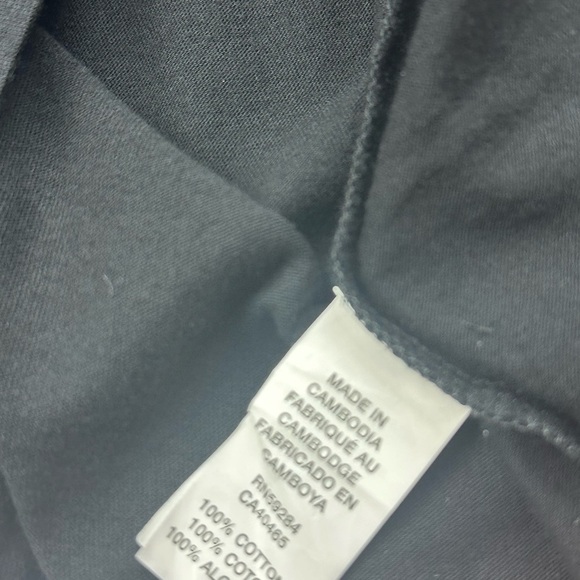 MADE IN
CAMBODIA
FABRIQUÉ AU
CAMBODGE
FABRICADO EN
CAMBOYA
RN59284
CA40465
100% COTTON
100% COTO
100% ALG